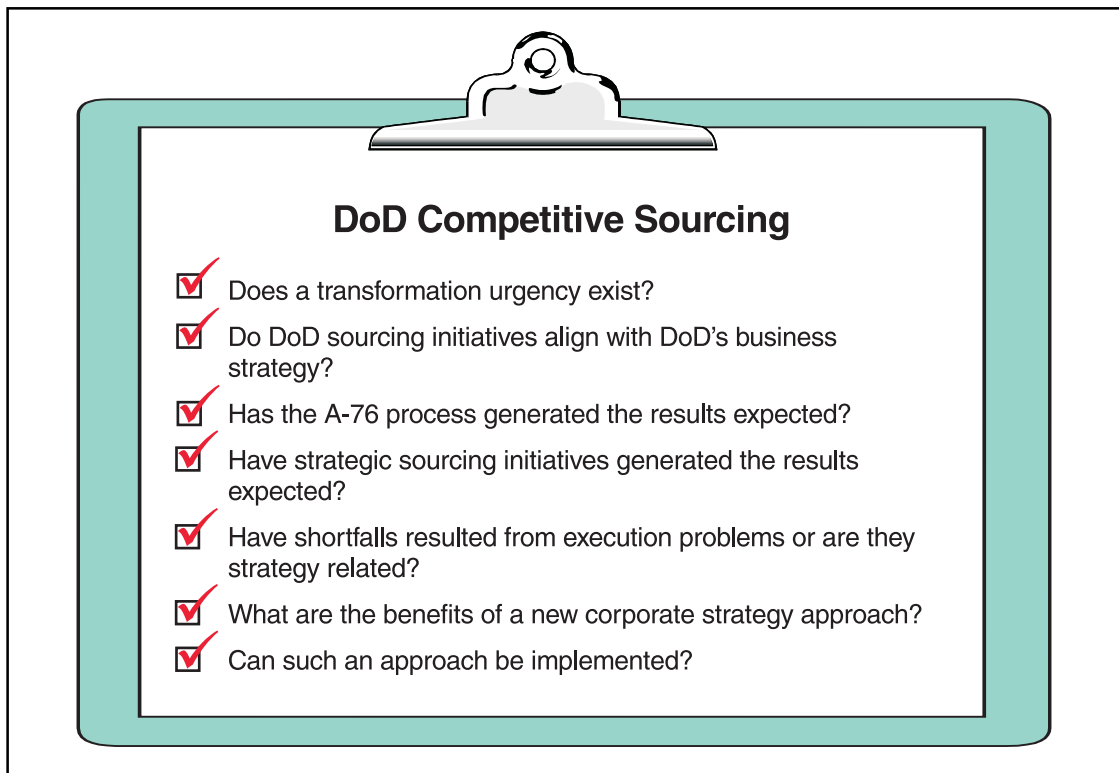 DoD Competitive Sourcing
Does a transformation urgency exist?
Do DoD sourcing initiatives align with DoD's business
strategy?
Has the A-76 process generated the results expected?
Have strategic sourcing initiatives generated the results
expected?
Have shortfalls resulted from execution problems or are they
strategy related?
What are the benefits of a new corporate strategy approach?
Can such an approach be implemented?